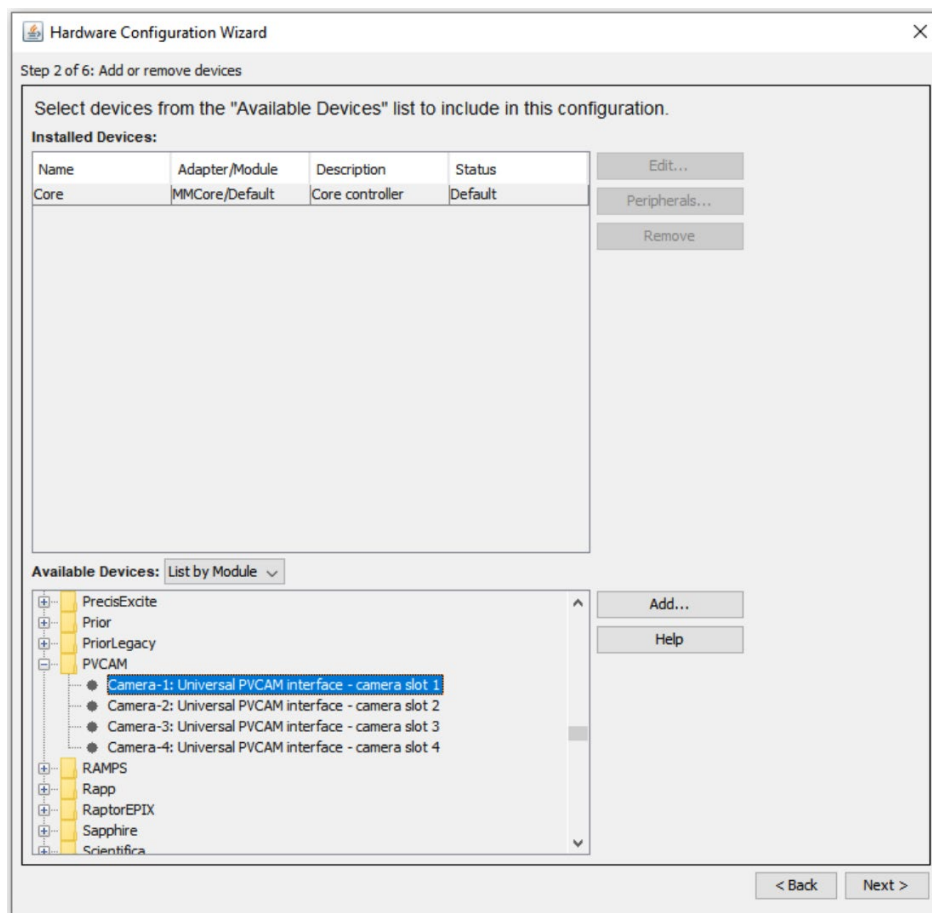 Hardware Configuration Wizard
Step 2 of 6: Add or remove devices
Select devices from the "Available Devices" list to include in this configuration.
Installed Devices:
Name Adapter/Module Description Status
Core MMCore/Default Core controller Default
Edit...
Peripherals...
Remove
Available Devices: List by Module
PrecisExcite
Prior
PriorLegacy
PVCAM
Camera-1: Universal PVCAM interface - camera slot 1
Camera-2: Universal PVCAM interface - camera slot 2
Camera-3: Universal PVCAM interface - camera slot 3
Camera-4: Universal PVCAM interface - camera slot 4
RAMPS
Rapp
RaptorEPIX
Sapphire
Scientifica
Add...
Help
< Back Next >